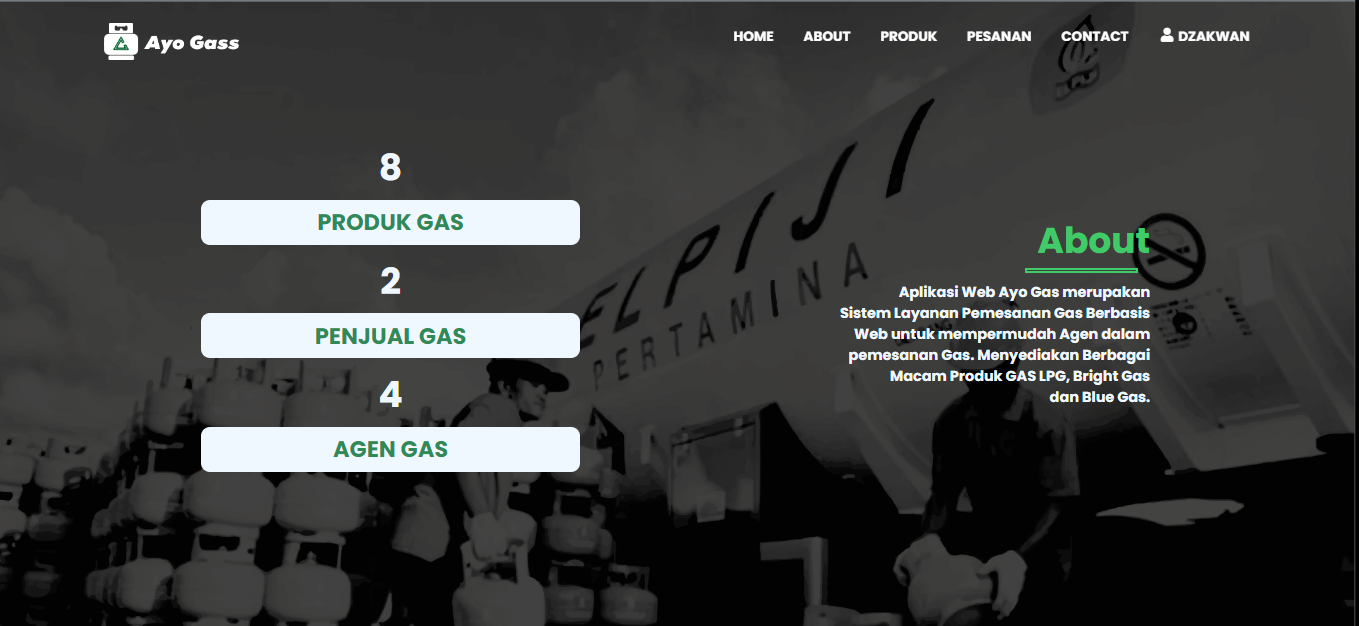 Ayo Gass
HOME ABOUT PRODUK PESANAN CONTACT DZAKWAN
8
PRODUK GAS
2
PENJUAL GAS
4
AGEN GAS
ELPIJI
PERTAMINA
About
Aplikasi Web Ayo Gas merupakan
Sistem Layanan Pemesanan Gas Berbasis
Web untuk mempermudah Agen dalam
pemesanan Gas. Menyediakan Berbagai
Macam Produk GAS LPG, Bright Gas
dan Blue Gas.